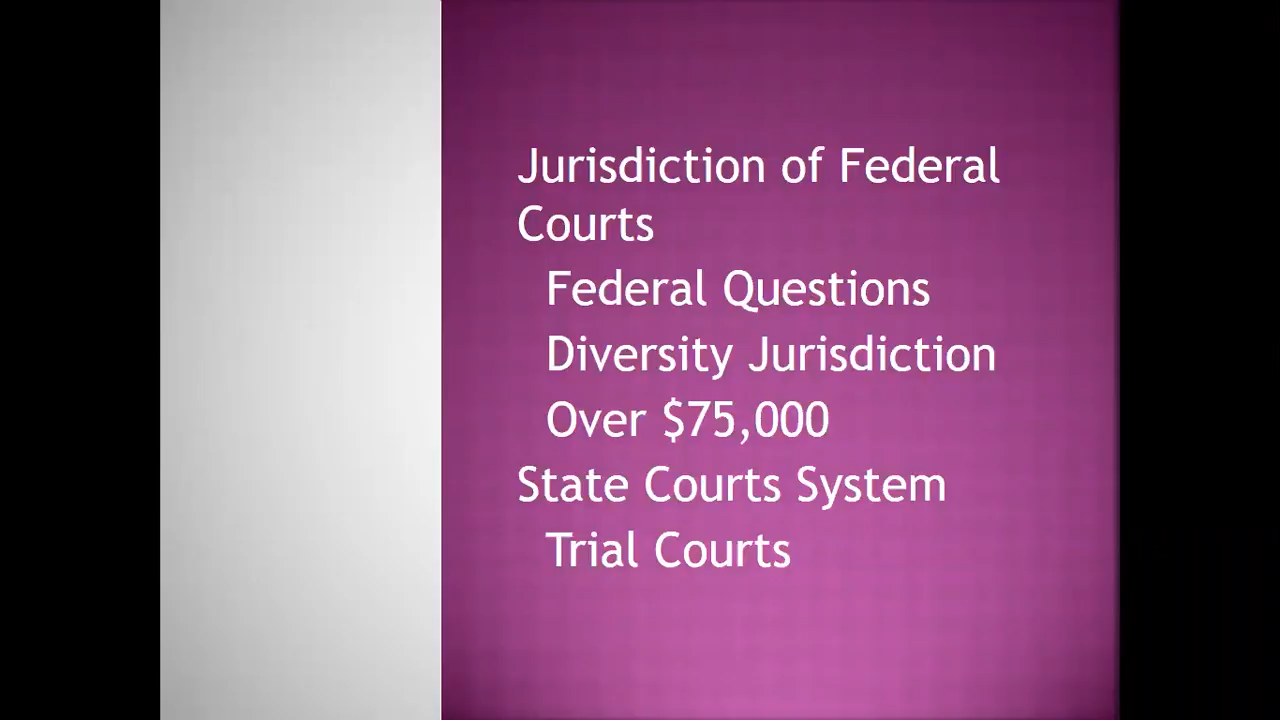 Jurisdiction of Federal
Courts
Federal Questions
Diversity Jurisdiction
Over $75,000
State Courts System
Trial Courts